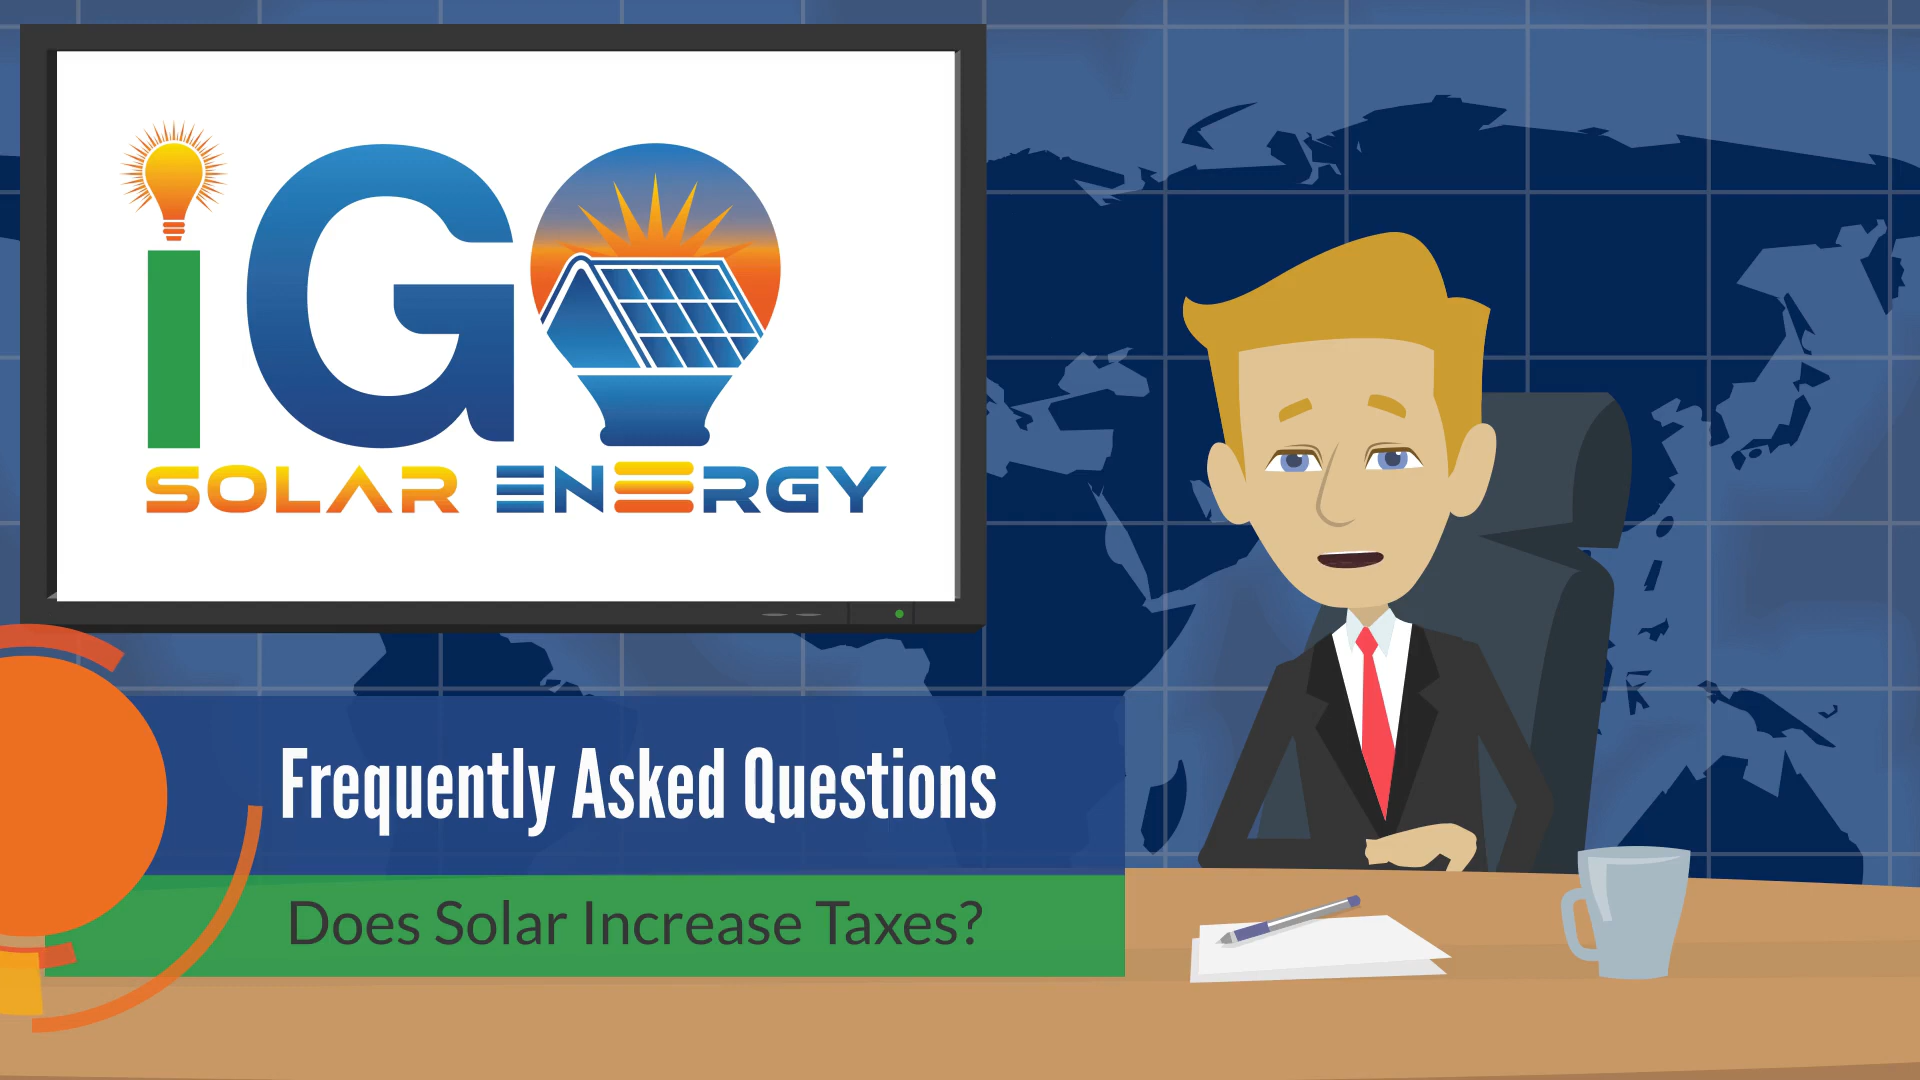 iGO
SOLAR ENERGY
Frequently Asked Questions
Does Solar Increase Taxes?